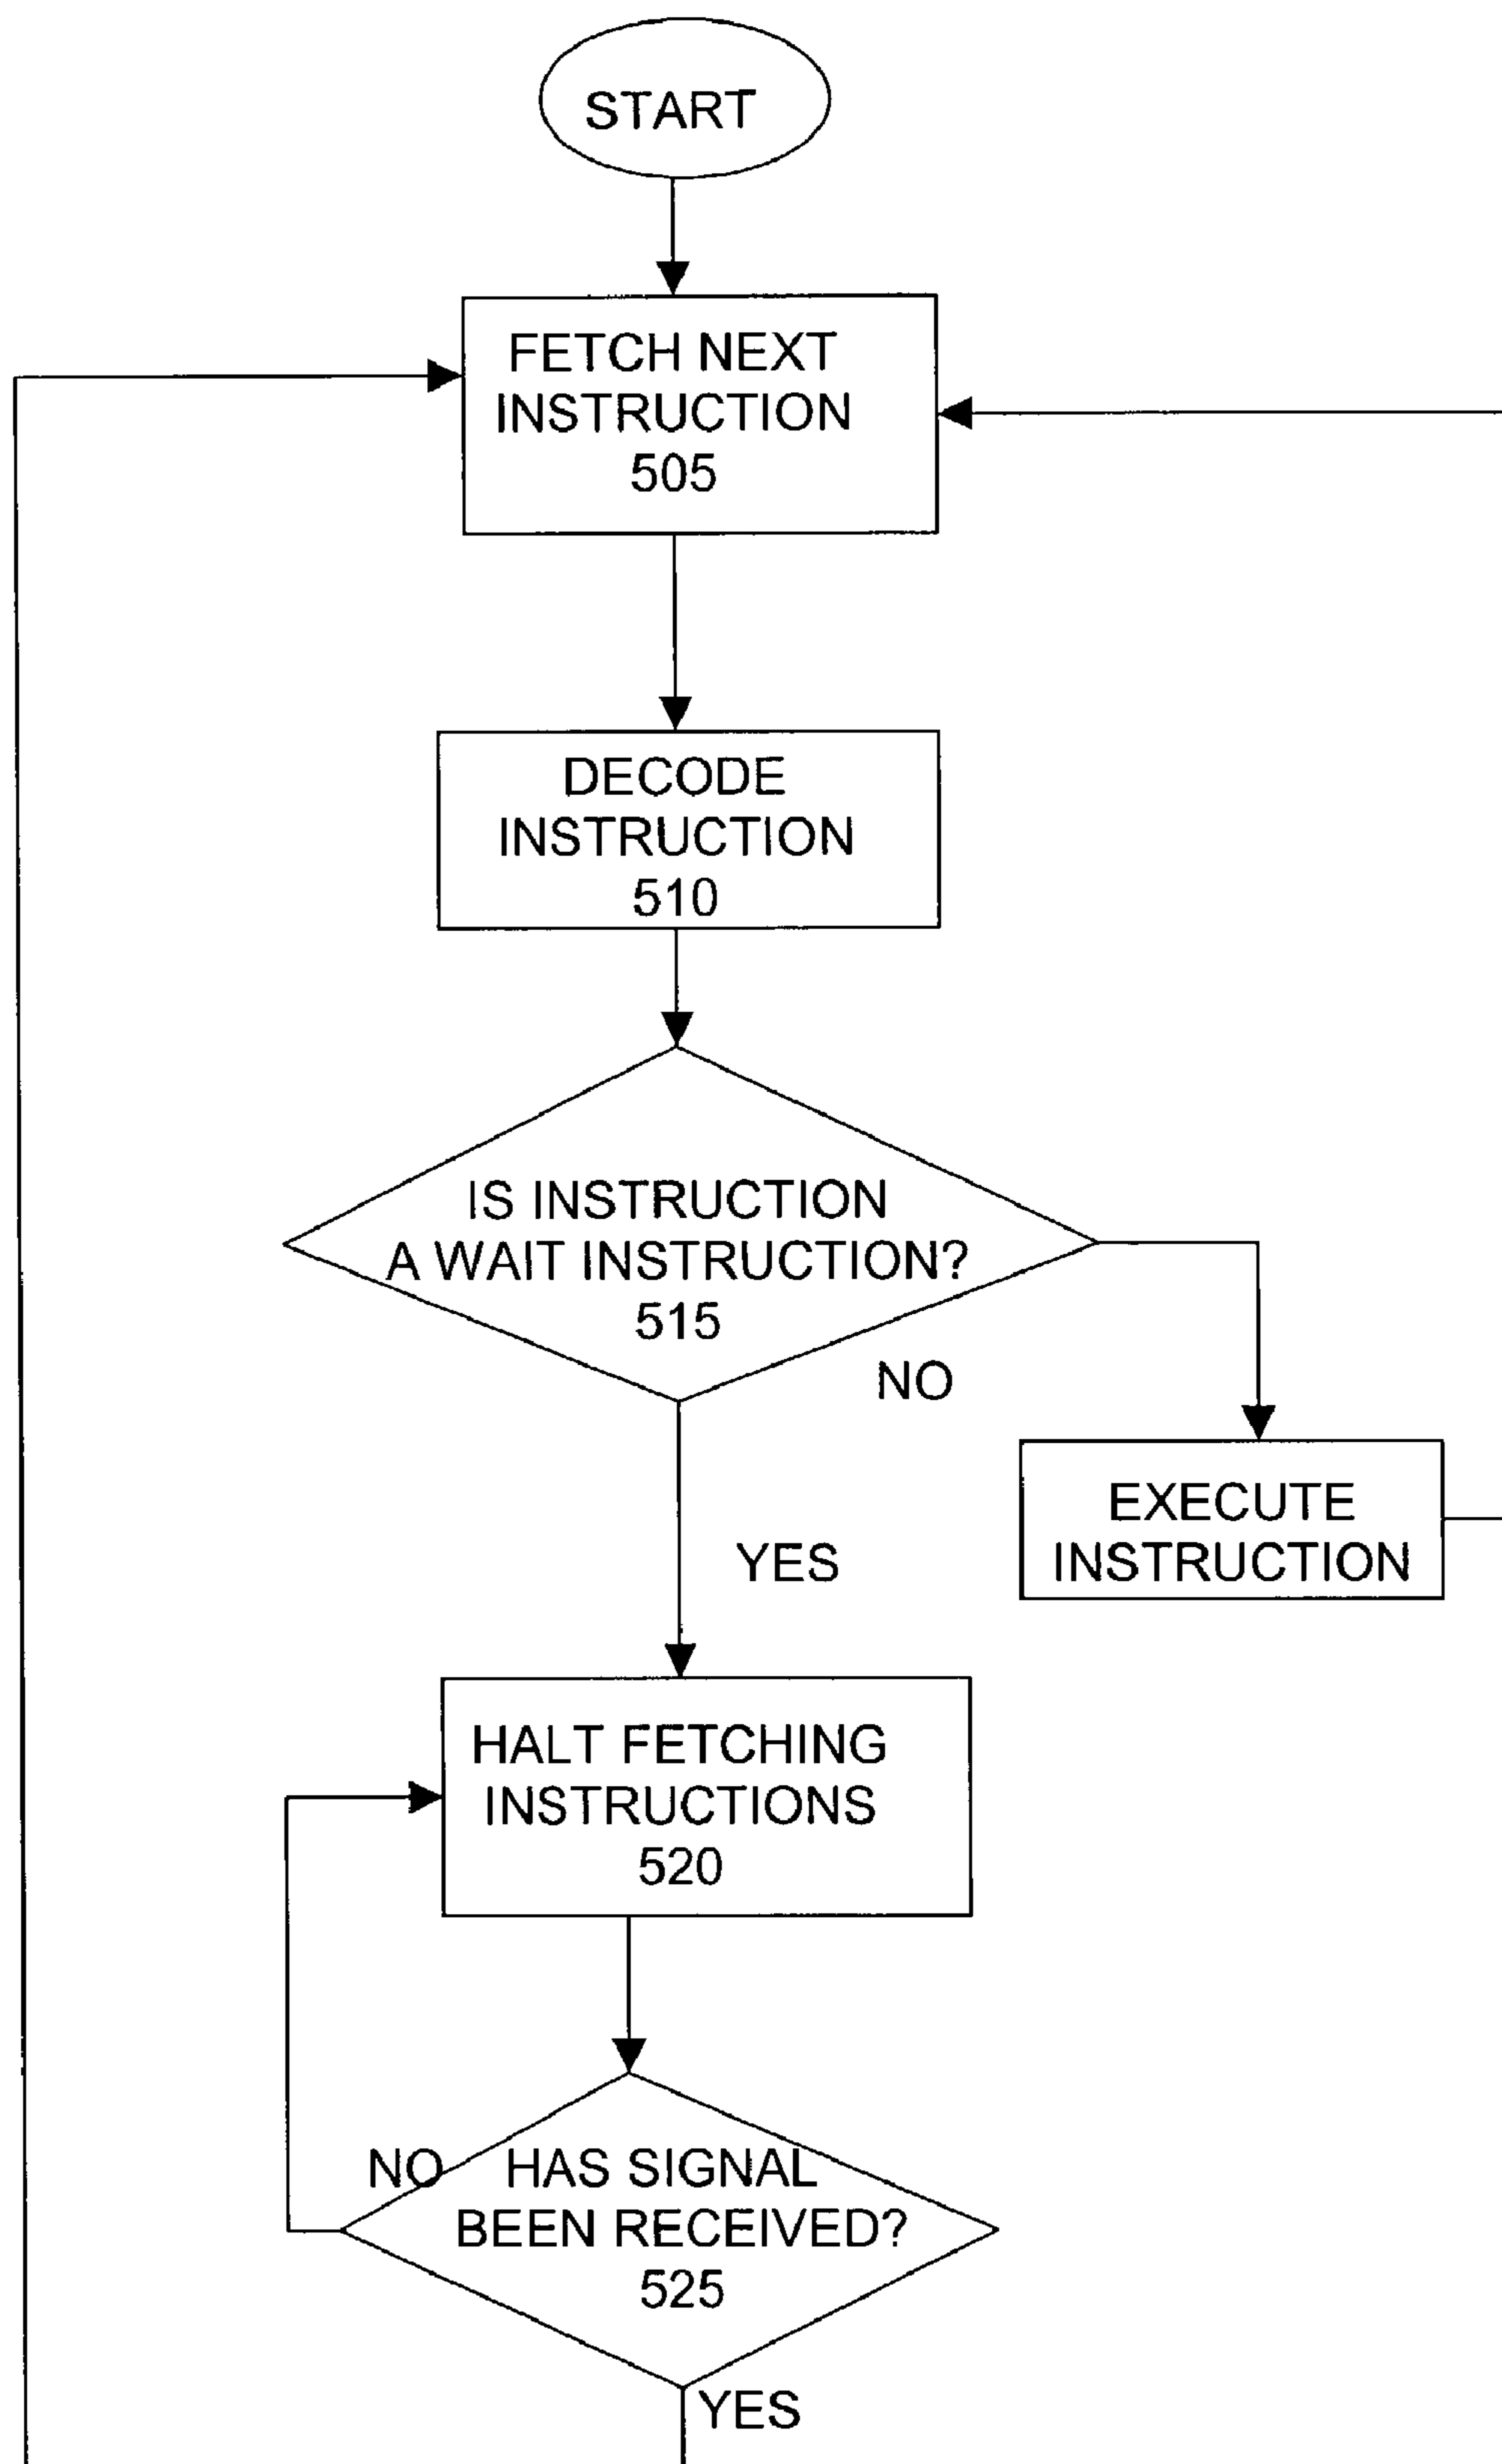 START
FETCH NEXT
INSTRUCTION
505
DECODE
INSTRUCTION
510
IS INSTRUCTION
A WAIT INSTRUCTION?
515
NO
EXECUTE
INSTRUCTION
YES
HALT FETCHING
INSTRUCTIONS
520
NO
HAS SIGNAL
BEEN RECEIVED?
525
YES